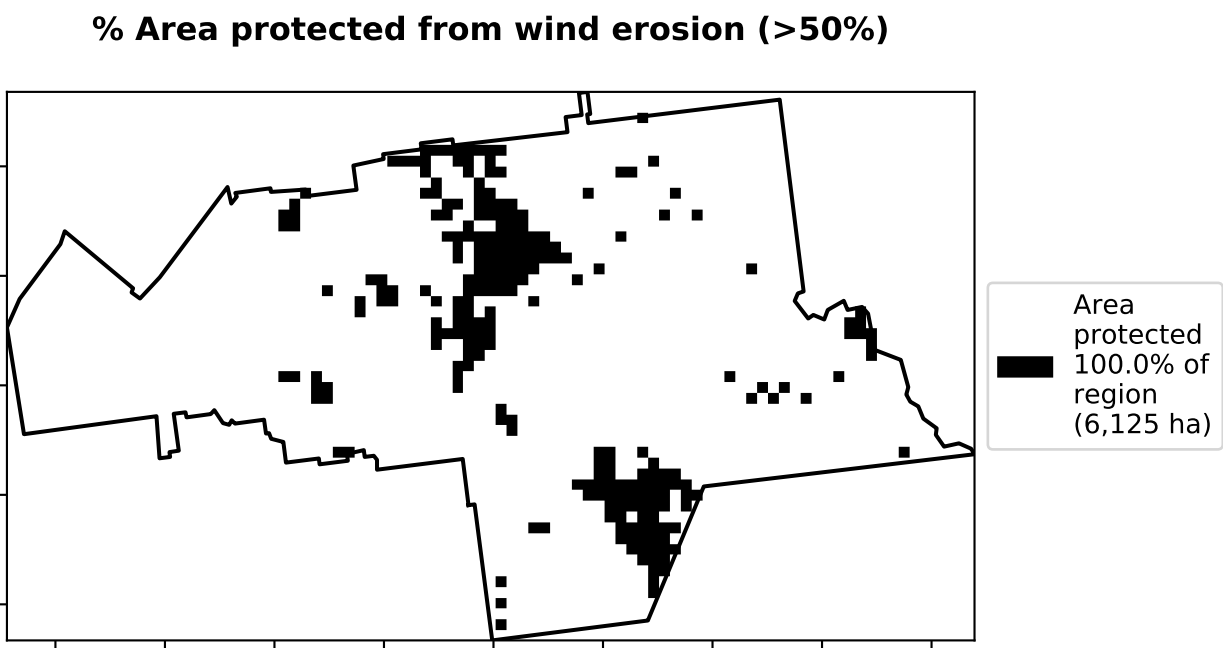 % Area protected from wind erosion (>50%)
Area
protected
100.0% of
region
(6,125 ha)